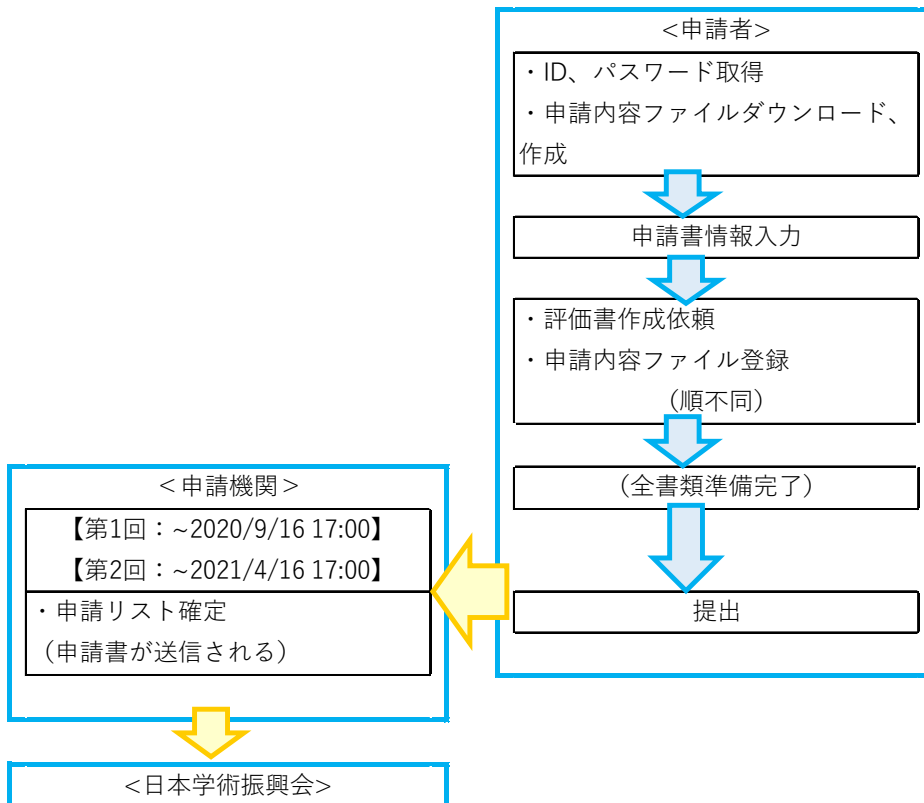 <申請者>
・ID、パスワード取得
・申請内容ファイルダウンロード、
作成
申請書情報入力
・評価書作成依頼
・申請内容ファイル登録
(順不同)
(全書類準備完了)
提出
<申請機関>
【第1回：~2020/9/16 17:00】
【第2回：~2021/4/16 17:00】
・申請リスト確定
（申請書が送信される）
<日本学術振興会>